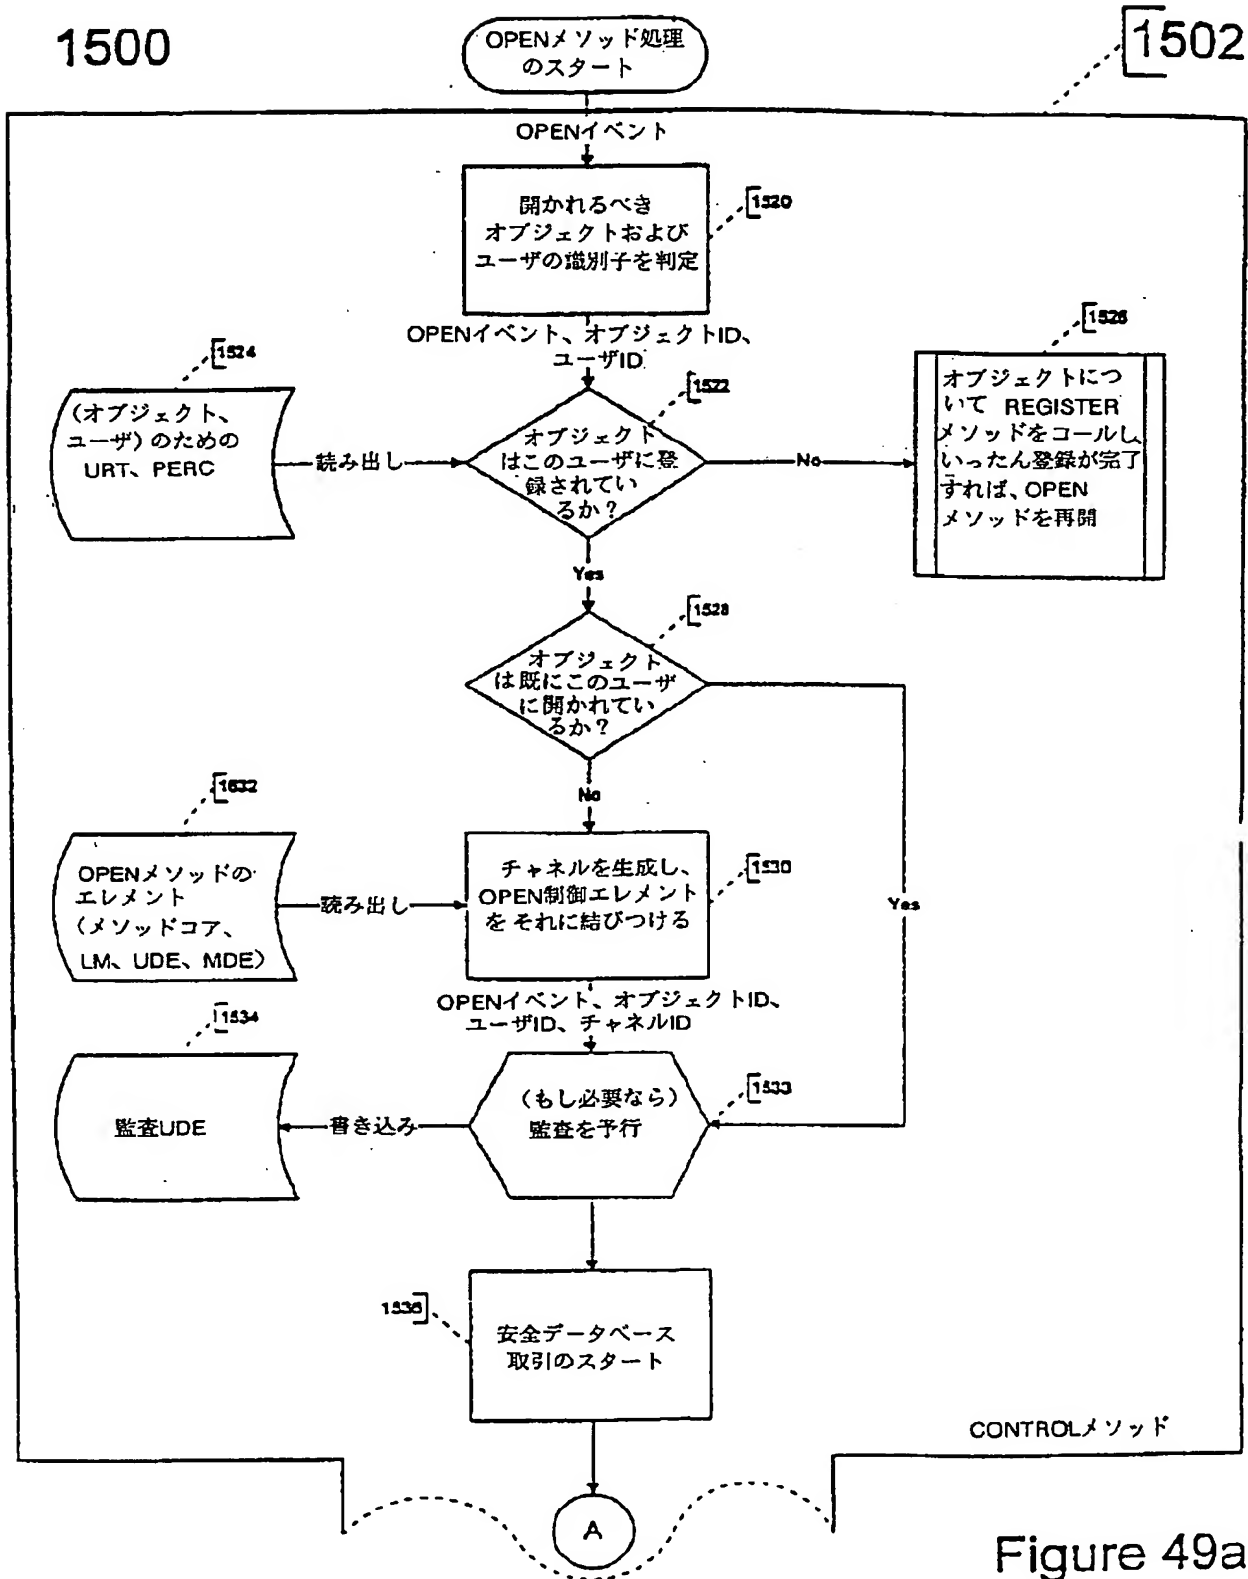 1500
OPENメソッド処理
のスタート
1502
OPENイベント
開かれるべき
オブジェクトおよび
ユーザの識別子を判定
1520
OPENイベント、オブジェクトID、
ユーザID
1524
(オブジェクト、
ユーザ)のための
URT、PERC
読み出し
1522
オブジェクト
はこのユーザに登
録されてい
るか？
No
1526
オブジェクトにつ
いて REGISTER
メソッドをコールし、
いったん登録が完了
すれば、OPEN
メソッドを再開
Yes
1528
オブジェクト
は既にこのユーザ
に開かれてい
るか？
No
Yes
1532
OPENメソッドの
エレメント
(メソッドコア、
LM、UDE、MDE)
読み出し
チャネルを生成し、
OPEN制御エレメント
を それに結びつける
1530
OPENイベント、オブジェクトID、
ユーザID、チャネルID
1534
監査UDE
書き込み
(もし必要なら)
監査を予行
1533
1536
安全データベース
取引のスタート
CONTROLメソッド
A
Figure 49a